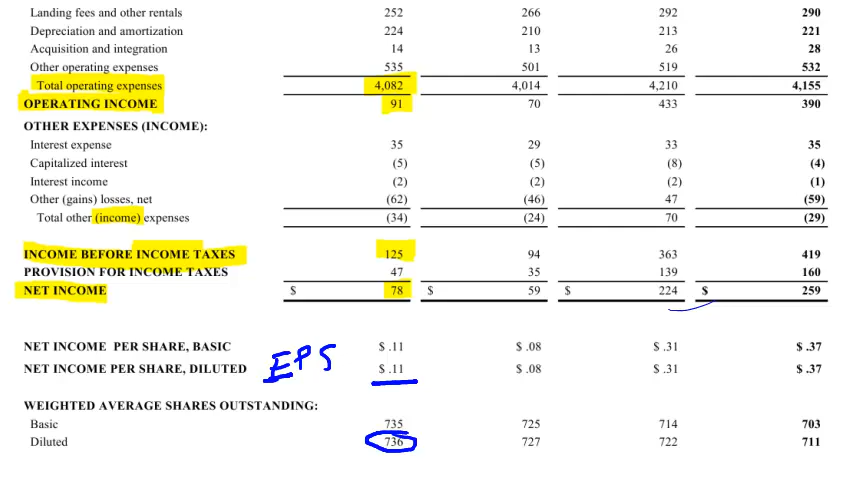 Landing fees and other rentals 252 266 292 290
Depreciation and amortization 224 210 213 221
Acquisition and integration 14 13 26 28
Other operating expenses 535 501 519 532
Total operating expenses 4,082 4,014 4,210 4,155
OPERATING INCOME 91 70 433 390
OTHER EXPENSES (INCOME):
Interest expense 35 29 33 35
Capitalized interest (5) (5) (8) (4)
Interest income (2) (2) (2) (1)
Other (gains) losses, net (62) (46) 47 (59)
Total other (income) expenses (34) (24) 70 (29)
INCOME BEFORE INCOME TAXES 125 94 363 419
PROVISION FOR INCOME TAXES 47 35 139 160
NET INCOME $ 78 $ 59 $ 224 $ 259
NET INCOME PER SHARE, BASIC $ .11 $ .08 $ .31 $ .37
NET INCOME PER SHARE, DILUTED EPS $ .11 $ .08 $ .31 $ .37
WEIGHTED AVERAGE SHARES OUTSTANDING:
Basic 735 725 714 703
Diluted 736 727 722 711